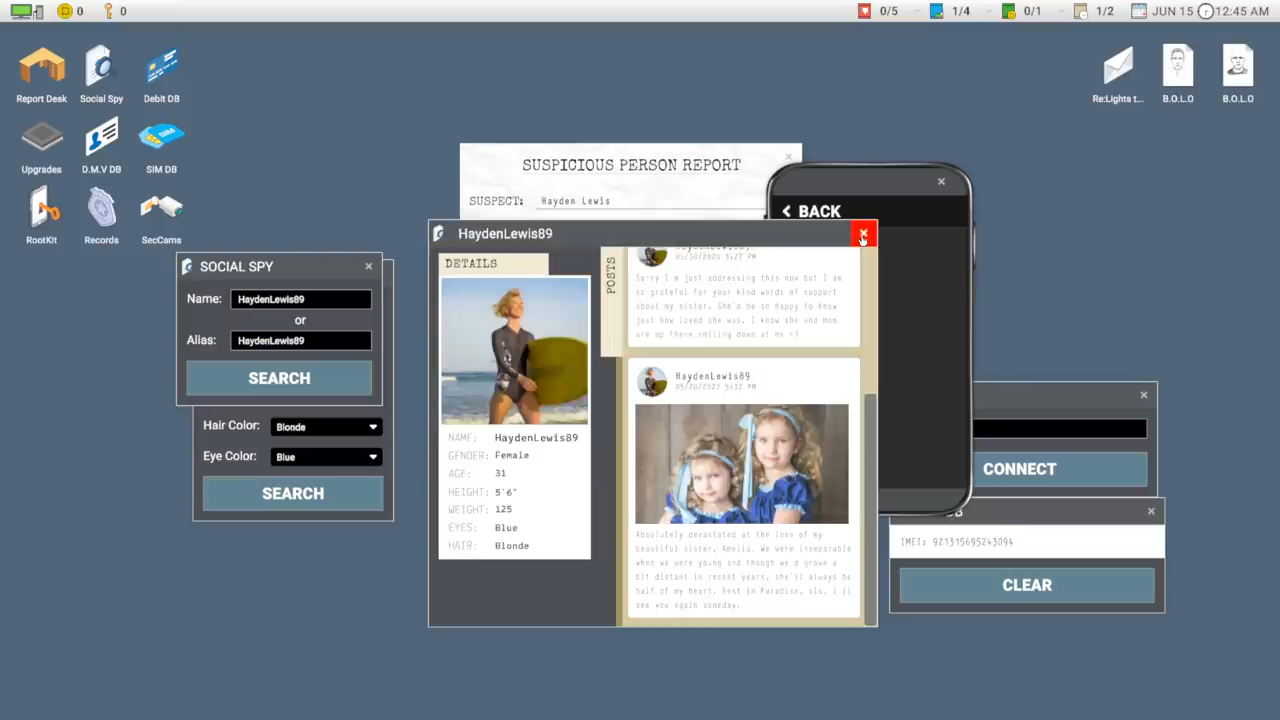 0
0
0/5
1/4
0/1
1/2
JUN 15
12:45 AM
Report Desk
Social Spy
Debit DB
Upgrades
D.M.V DB
SIM DB
RootKit
Records
SecCams
Re:Lights t...
B.O.L.O
B.O.L.O
SUSPICIOUS PERSON REPORT
SUSPECT: Hayden Lewis
BACK
HaydenLewis89
DETAILS
NAME: HaydenLewis89
GENDER: Female
AGE: 31
HEIGHT: 5'6"
WEIGHT: 125
EYES: Blue
HAIR: Blonde
POSTS
05/30/2020 3:27 PM
Sorry I m just addressing this now but I am
so grateful for your kind words of support
about my sister. She'd be so happy to know
just how loved she was. I know she and mom
are up there smiling down at me <3
HaydenLewis89
05/20/2020 5:32 PM
Absolutely devastated at the loss of my
beautiful sister, Amelia. We were inseparable
when we were young and though we d grown a
bit distant in recent years, she'll always be
half of my heart. Rest in Paradise, sis. I ll
see you again someday.
SOCIAL SPY
Name: HaydenLewis89
or
Alias: HaydenLewis89
SEARCH
Hair Color: Blonde
Eye Color: Blue
SEARCH
CONNECT
IMEI: 921315695243094
CLEAR